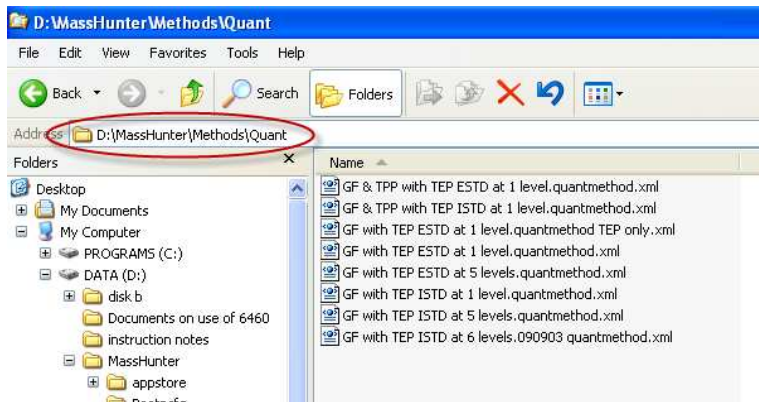 D:\MassHunter\Methods\Quant
File Edit View Favorites Tools Help
Back Search Folders
Address D:\MassHunter\Methods\Quant
Folders
Desktop
My Documents
My Computer
PROGRAMS (C:)
DATA (D:)
disk b
Documents on use of 6460
instruction notes
MassHunter
appstore
Name
GF & TPP with TEP ESTD at 1 level.quantmethod.xml
GF & TPP with TEP ISTD at 1 level.quantmethod.xml
GF with TEP ESTD at 1 level.quantmethod TEP only.xml
GF with TEP ESTD at 1 level.quantmethod.xml
GF with TEP ESTD at 5 levels.quantmethod.xml
GF with TEP ISTD at 1 level.quantmethod.xml
GF with TEP ISTD at 5 levels.quantmethod.xml
GF with TEP ISTD at 6 levels.090903 quantmethod.xml